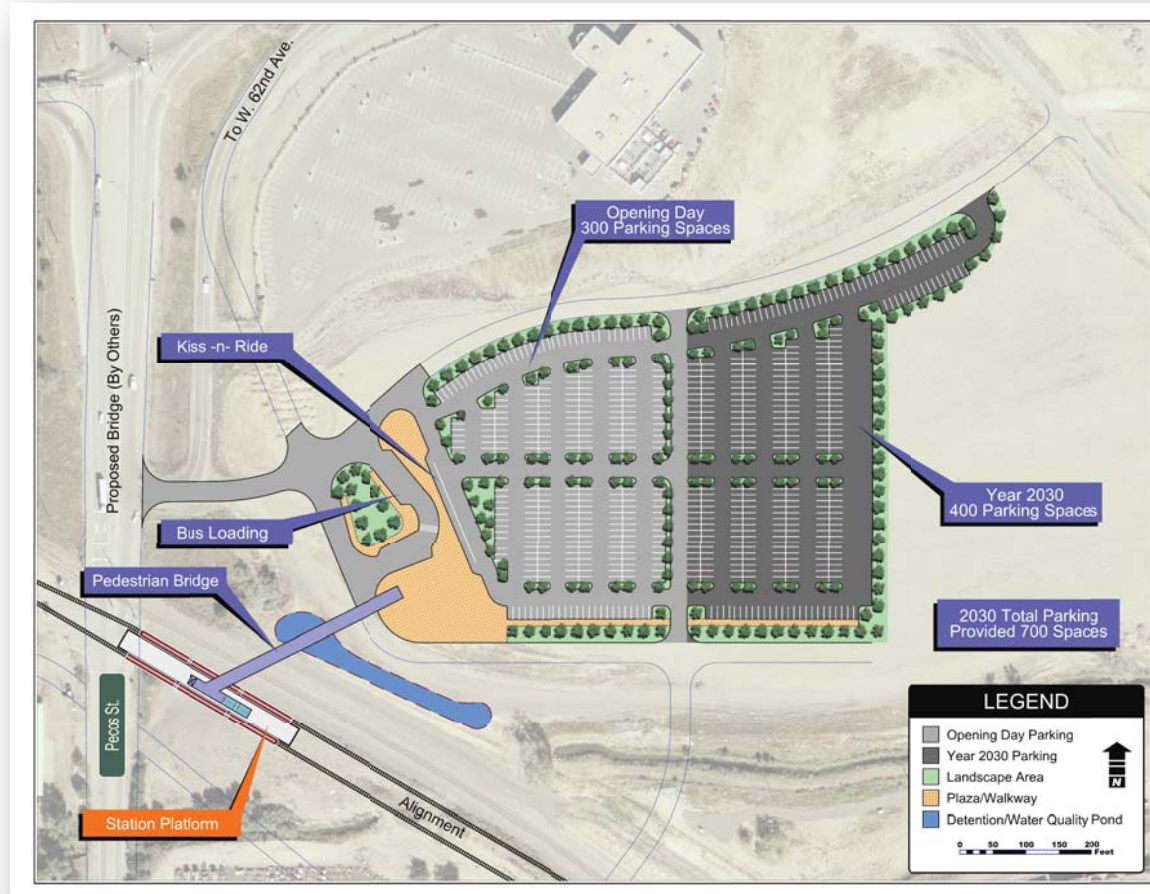 To W. 62nd Ave.
Opening Day
300 Parking Spaces
Kiss -n- Ride
Proposed Bridge (By Others)
Year 2030
400 Parking Spaces
Bus Loading
Pedestrian Bridge
2030 Total Parking
Provided 700 Spaces
Pecos St.
Station Platform
Alignment
LEGEND
Opening Day Parking
Year 2030 Parking
Landscape Area
Plaza/Walkway
Detention/Water Quality Pond
N
0 50 100 150 200
Feet